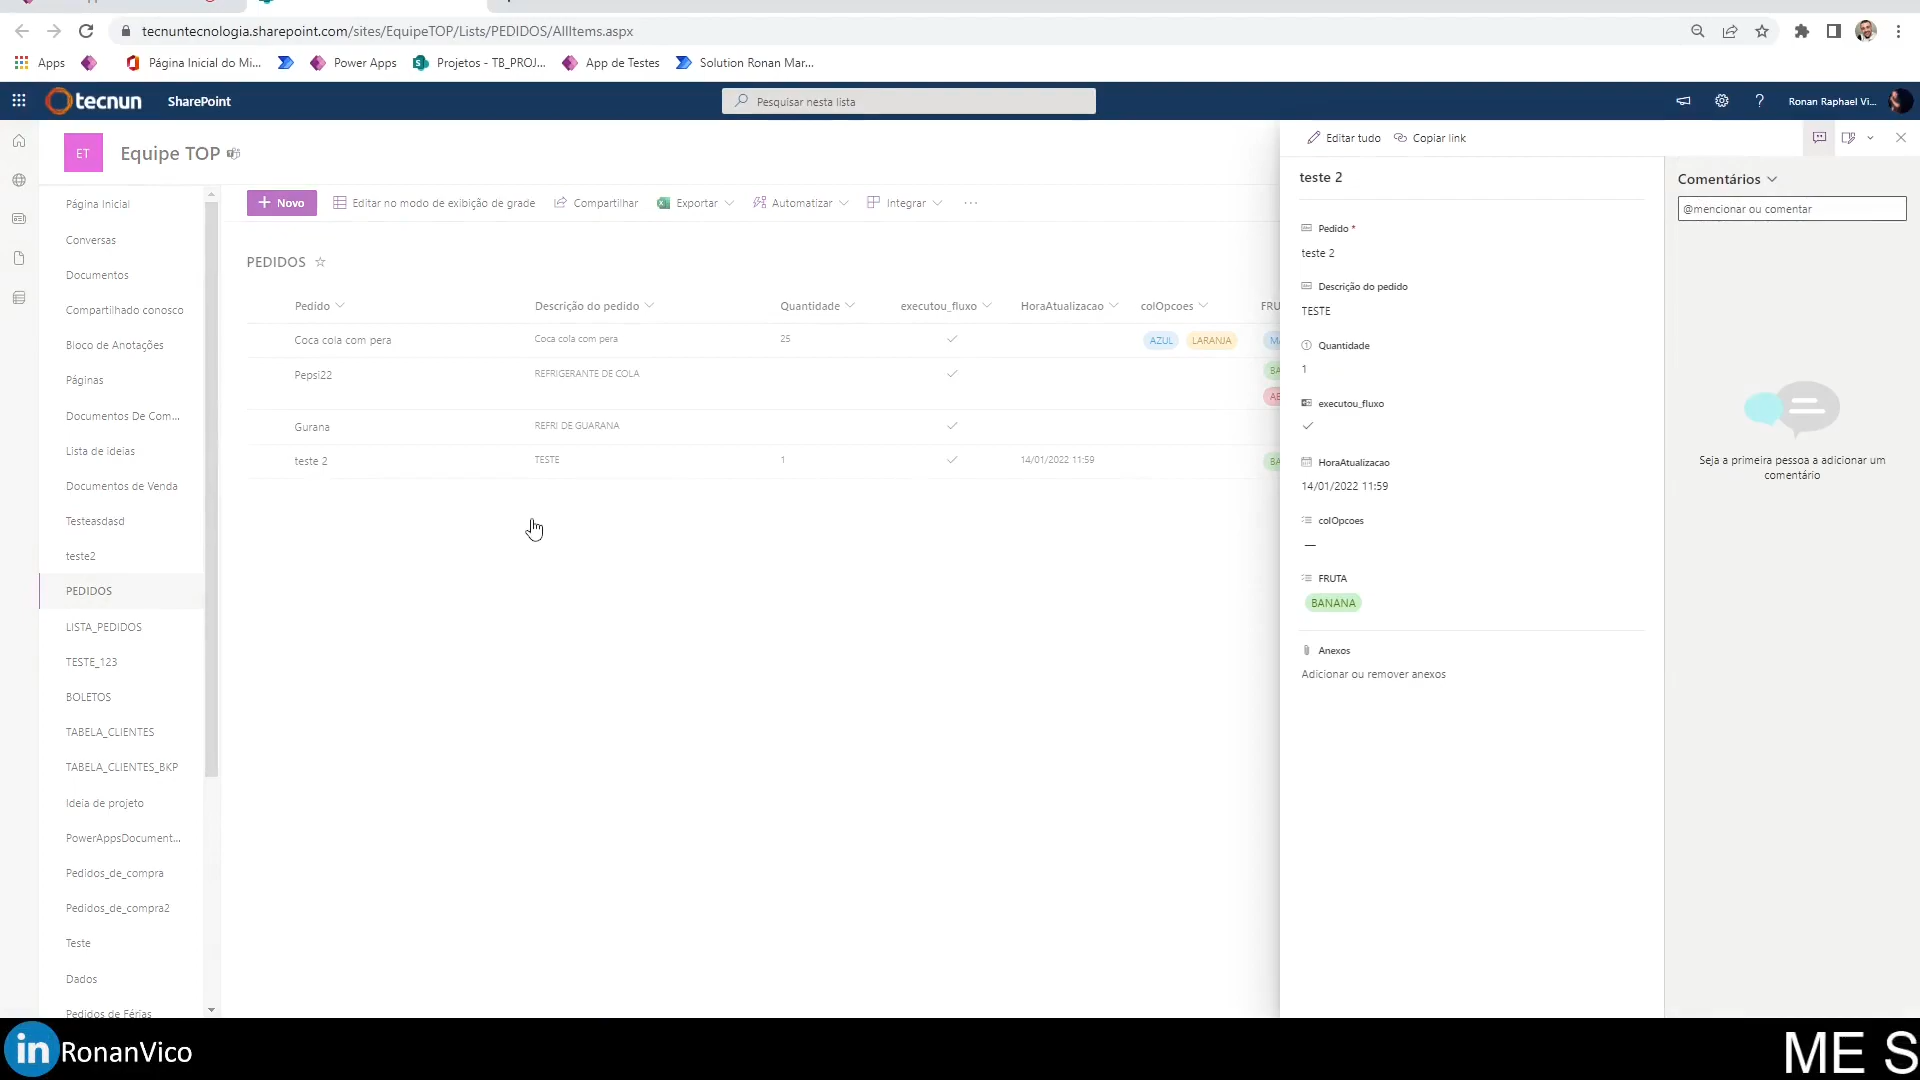 tecnuntecnologia.sharepoint.com/sites/EquipeTOP/Lists/PEDIDOS/AllItems.aspx
Apps
Página Inicial do Mi...
Power Apps
Projetos - TB_PROJ...
App de Testes
Solution Ronan Mar...
tecnun
SharePoint
Pesquisar nesta lista
?
Ronan Raphael Vi...
ET
Equipe TOP
Página Inicial
Conversas
Documentos
Compartilhado conosco
Bloco de Anotações
Páginas
Documentos De Com...
Lista de ideias
Documentos de Venda
Testeasdasd
teste2
PEDIDOS
LISTA_PEDIDOS
TESTE_123
BOLETOS
TABELA_CLIENTES
TABELA_CLIENTES_BKP
Ideia de projeto
PowerAppsDocument...
Pedidos_de_compra
Pedidos_de_compra2
Teste
Dados
Pedidos de Férias
+ Novo
Editar no modo de exibição de grade
Compartilhar
Exportar
Automatizar
Integrar
...
PEDIDOS
Pedido Descrição do pedido Quantidade executou_fluxo HoraAtualizacao colOpcoes FRU
Coca cola com pera Coca cola com pera 25 AZUL LARANJA
Pepsi22 REFRIGERANTE DE COLA BA
AB
Gurana REFRI DE GUARANA
teste 2 TESTE 1 14/01/2022 11:59 BA
Editar tudo
Copiar link
teste 2
Pedido *
teste 2
Descrição do pedido
TESTE
Quantidade
1
executou_fluxo
HoraAtualizacao
14/01/2022 11:59
colOpcoes
—
FRUTA
BANANA
Anexos
Adicionar ou remover anexos
Comentários
@mencionar ou comentar
Seja a primeira pessoa a adicionar um
comentário
in RonanVico
ME S